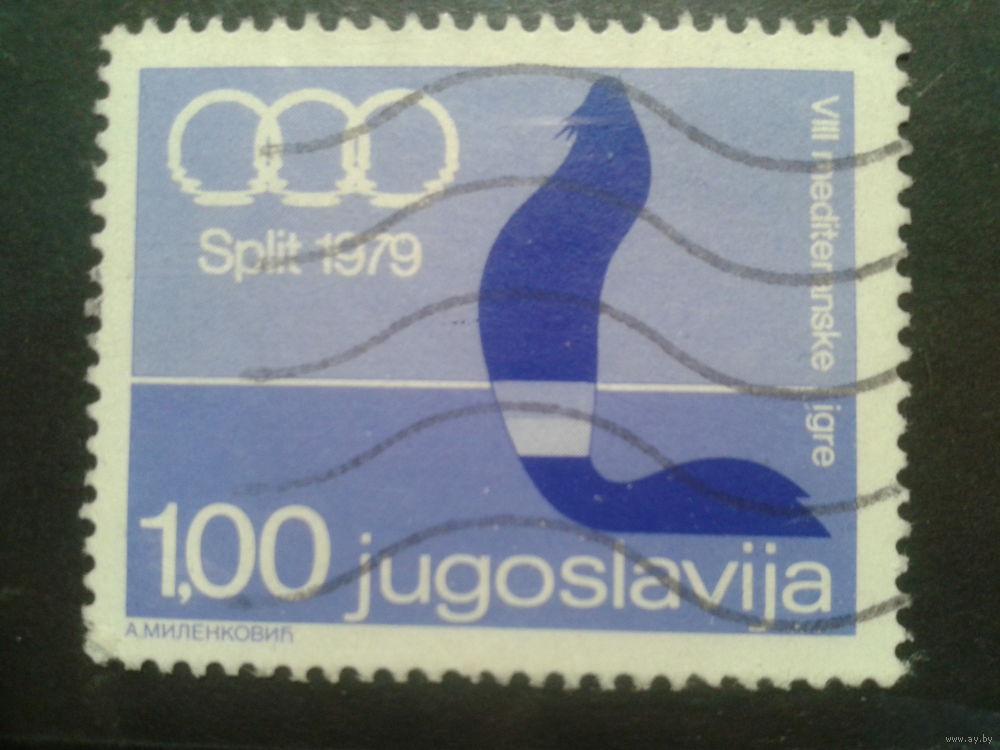 Split 1979
VIII mediteranske igre
1,00 jugoslavija
А.МИЛЕНКОВИЋ
www.ay.by